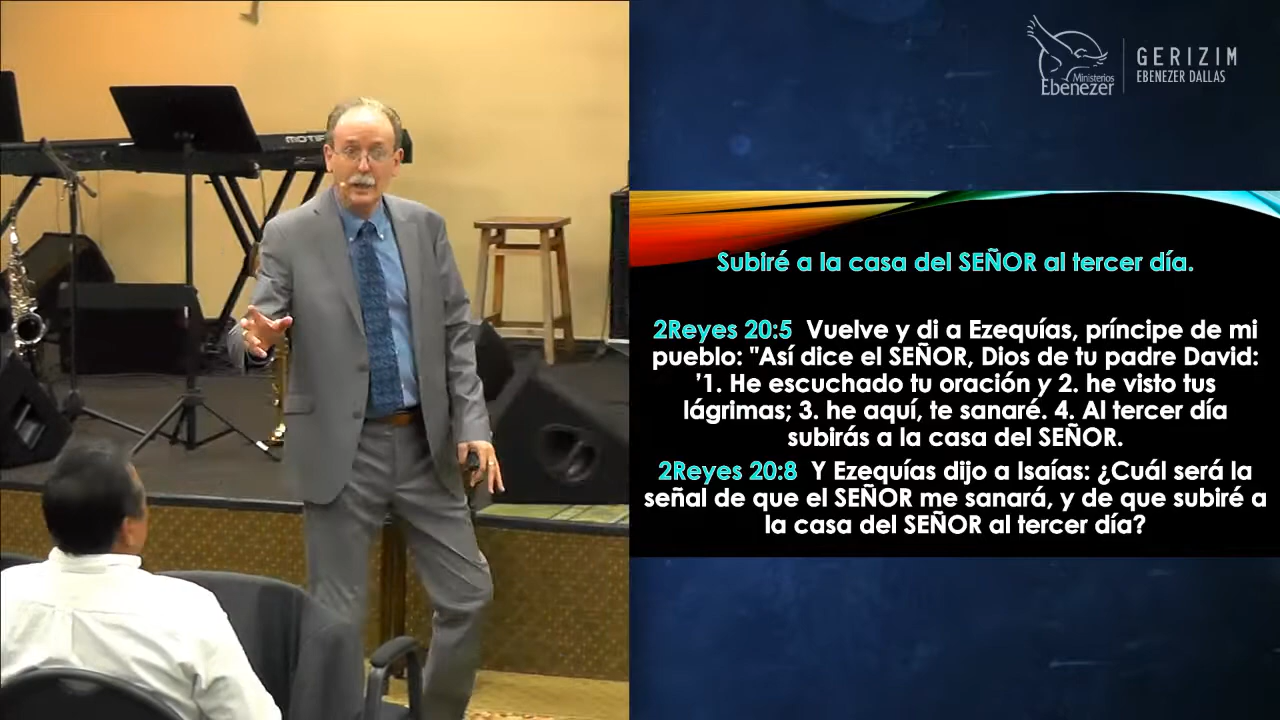 MOTIF
Ministerios
Ebenezer
GERIZIM
EBENEZER DALLAS
Subiré a la casa del SEÑOR al tercer día.
2Reyes 20:5 Vuelve y di a Ezequías, príncipe de mi
pueblo: "Así dice el SEÑOR, Dios de tu padre David:
'1. He escuchado tu oración y 2. he visto tus
lágrimas; 3. he aquí, te sanaré. 4. Al tercer día
subirás a la casa del SEÑOR.
2Reyes 20:8 Y Ezequías dijo a Isaías: ¿Cuál será la
señal de que el SEÑOR me sanará, y de que subiré a
la casa del SEÑOR al tercer día?